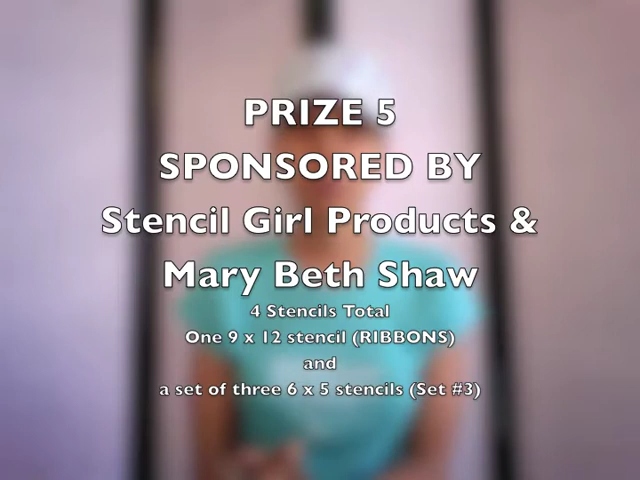 PRIZE 5
SPONSORED BY
Stencil Girl Products &
Mary Beth Shaw
4 Stencils Total
One 9 x 12 stencil (RIBBONS)
and
a set of three 6 x 5 stencils (Set #3)